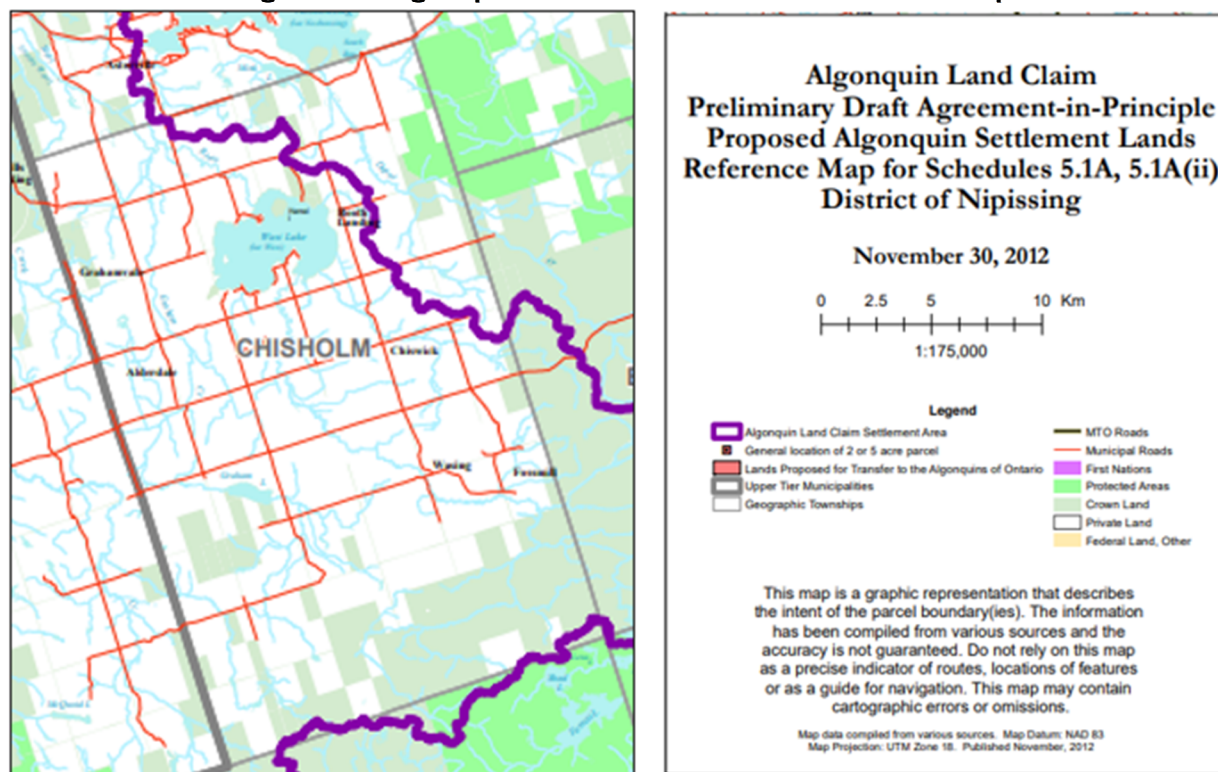 Astorville
Wasi Lake
(or Wasi)
Grahamvale
CHISHOLM
Chiswick
Alderdale
Graham
L
Wasing
Fossmill
Algonquin Land Claim
Preliminary Draft Agreement-in-Principle
Proposed Algonquin Settlement Lands
Reference Map for Schedules 5.1A, 5.1A(ii)
District of Nipissing
November 30, 2012
0 2.5 5 10 Km
1:175,000
Legend
Algonquin Land Claim Settlement Area
General location of 2 or 5 acre parcel
Lands Proposed for Transfer to the Algonquins of Ontario
Upper Tier Municipalities
Geographic Townships
MTO Roads
Municipal Roads
First Nations
Protected Areas
Crown Land
Private Land
Federal Land, Other
This map is a graphic representation that describes
the intent of the parcel boundary(ies). The information
has been compiled from various sources and the
accuracy is not guaranteed. Do not rely on this map
as a precise indicator of routes, locations of features
or as a guide for navigation. This map may contain
cartographic errors or omissions.
Map data compiled from various sources. Map Datum: NAD 83
Map Projection: UTM Zone 18. Published November, 2012